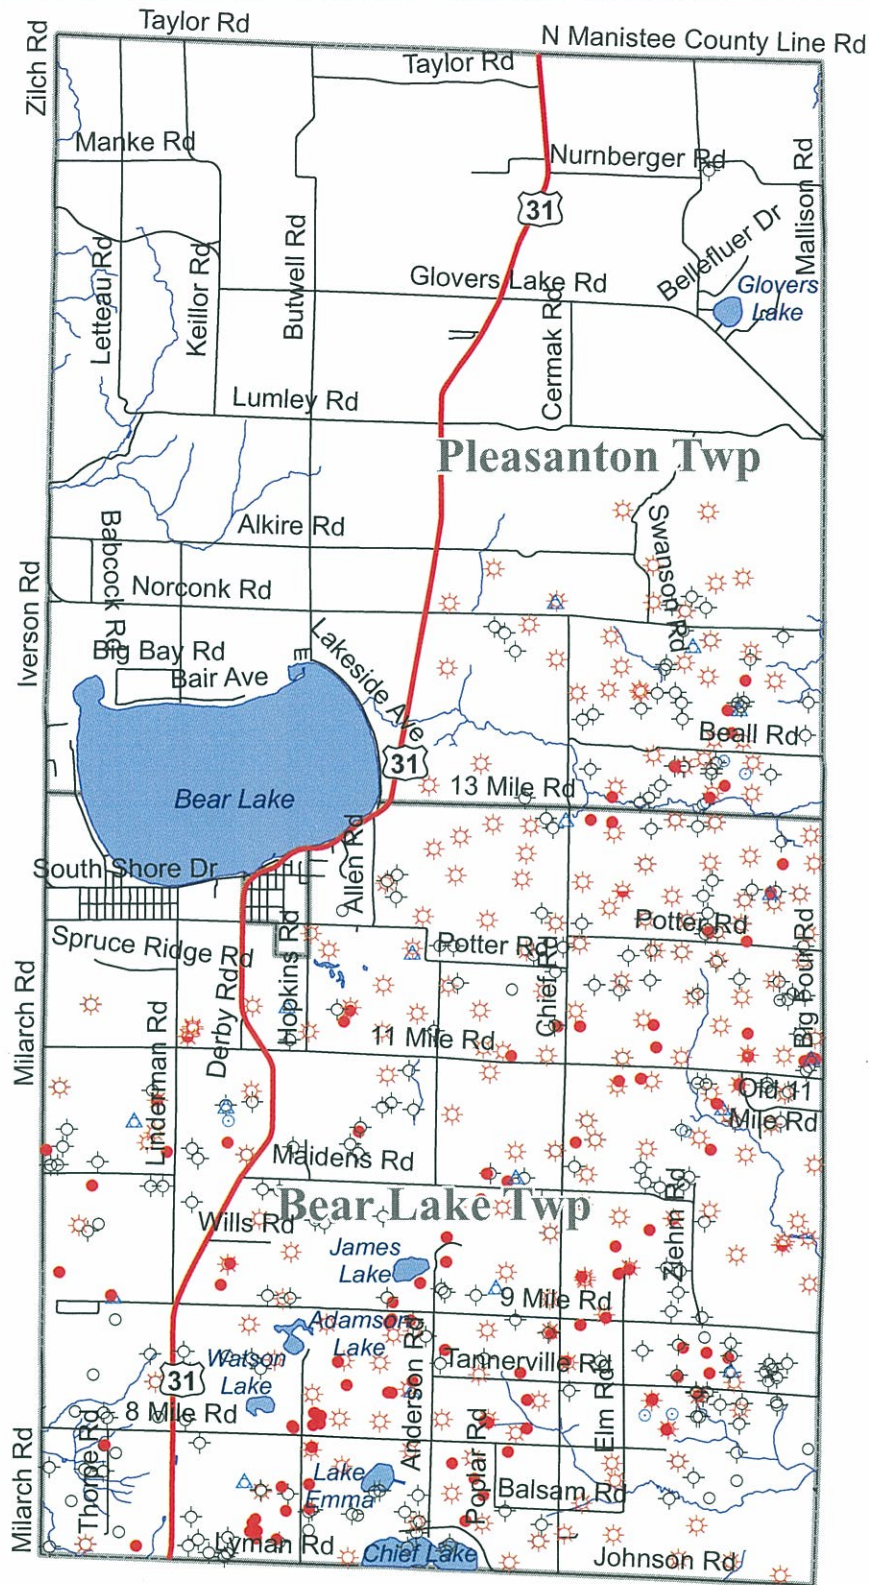 Taylor Rd
N Manistee County Line Rd
Zilch Rd
Taylor Rd
Manke Rd
Nurnberger Rd
Mallison Rd
31
Bellefluer Dr
Letteau Rd
Keillor Rd
Butwell Rd
Glovers Lake Rd
Glovers
Lake
Cermak Rd
Lumley Rd
Pleasanton Twp
Alkire Rd
Swanson Rd
Babcock Rd
Norconk Rd
Iverson Rd
Big Bay Rd
E
Lakeside Ave
Bair Ave
Beall Rd
31
13 Mile Rd
Bear Lake
Allen Rd
South Shore Dr
Spruce Ridge Rd
Hopkins Rd
Potter Rd
Potter Rd
Chief Rd
Big Four Rd
Milarch Rd
Derby Rd
Linderman Rd
11 Mile Rd
Old 11
Mile Rd
Maidens Rd
Bear Lake Twp
Ziehm Rd
Wills Rd
James
Lake
9 Mile Rd
Adamson
Lake
Watson
Lake
Anderson Rd
Tannerville Rd
31
8 Mile Rd
Elm Rd
Milarch Rd
Thorpe Rd
Lake
Emma
Poplar Rd
Balsam Rd
Lyman Rd
Chief Lake
Johnson Rd